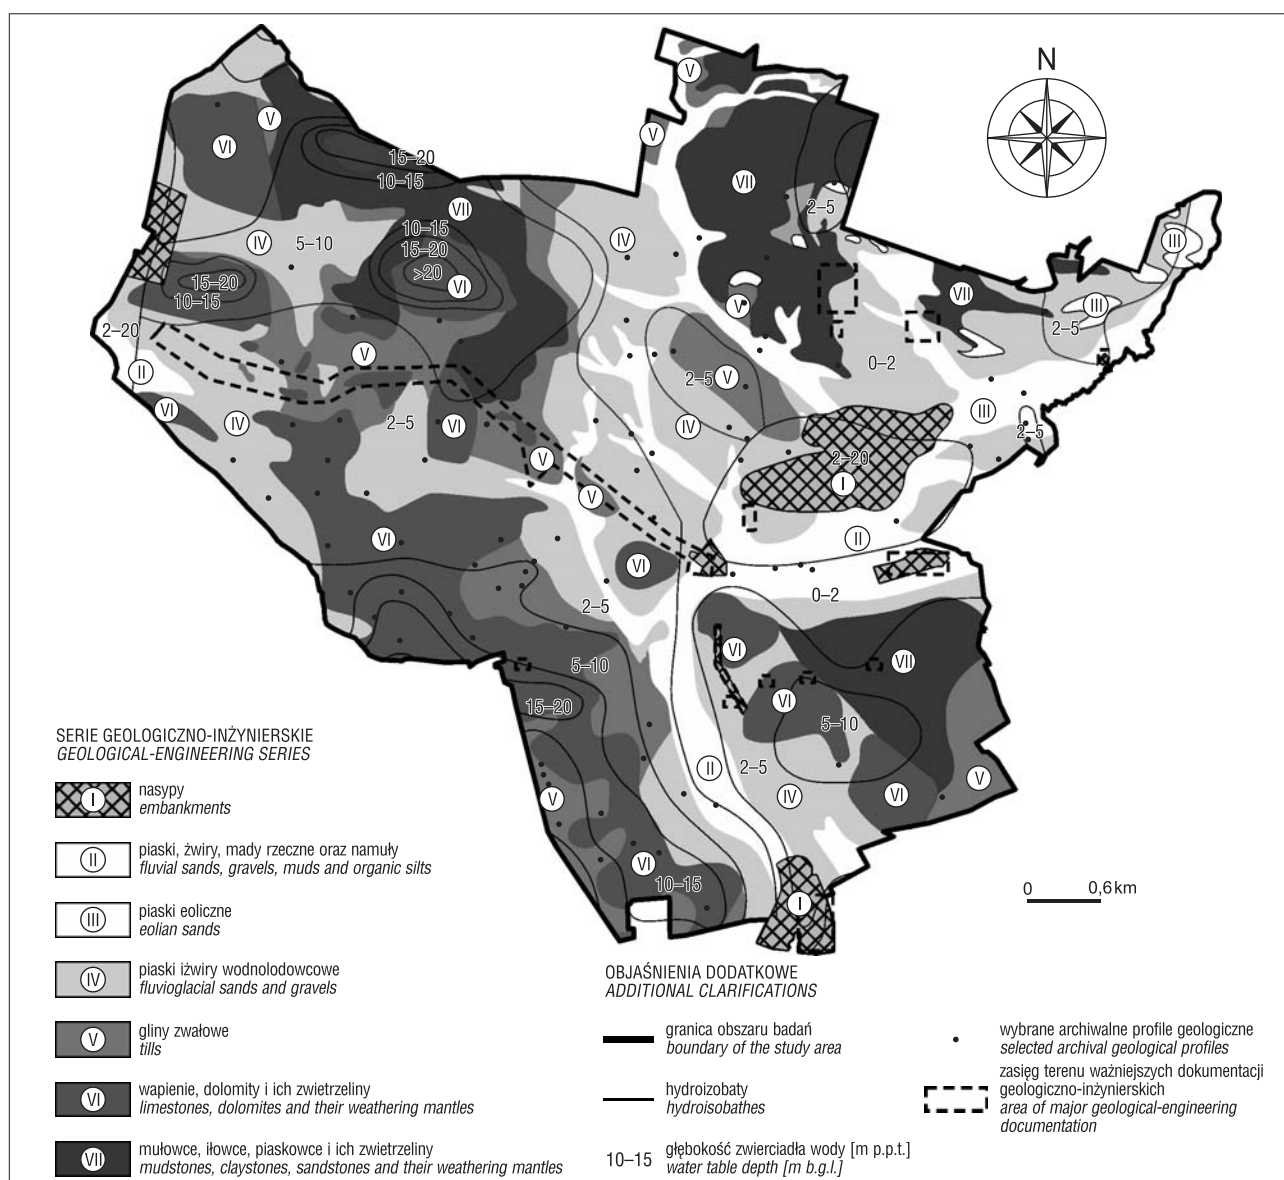 N
V
V
V
VI
15–20
10–15
VII
VII
2–5
10–15
IV
5–10
15–20
>20
VI
IV
III
15–20
10–15
V
VII
III
2–20
2–5
V
0–2
II
2–5
V
VI
IV
2–5
VI
IV
III
2–5
V
2–20
I
V
VI
II
VI
2–5
0–2
VI
VII
5–10
VI
15–20
5–10
II
2–5
V
V
IV
VI
VI
10–15
I
0 0,6 km
SERIE GEOLOGICZNO-INŻYNIERSKIE
GEOLOGICAL-ENGINEERING SERIES
I
nasypy
embankments
II
piaski, żwiry, mady rzeczne oraz namuły
fluvial sands, gravels, muds and organic silts
III
piaski eoliczne
eolian sands
IV
piaski iżwiry wodnolodowcowe
fluvioglacial sands and gravels
V
gliny zwałowe
tills
VI
wapienie, dolomity i ich zwietrzeliny
limestones, dolomites and their weathering mantles
VII
mułowce, iłowce, piaskowce i ich zwietrzeliny
mudstones, claystones, sandstones and their weathering mantles
OBJAŚNIENIA DODATKOWE
ADDITIONAL CLARIFICATIONS
granica obszaru badań
boundary of the study area
hydroizobaty
hydroisobathes
10–15
głębokość zwierciadła wody [m p.p.t.]
water table depth [m b.g.l.]
wybrane archiwalne profile geologiczne
selected archival geological profiles
zasięg terenu ważniejszych dokumentacji
geologiczno-inżynierskich
area of major geological-engineering
documentation